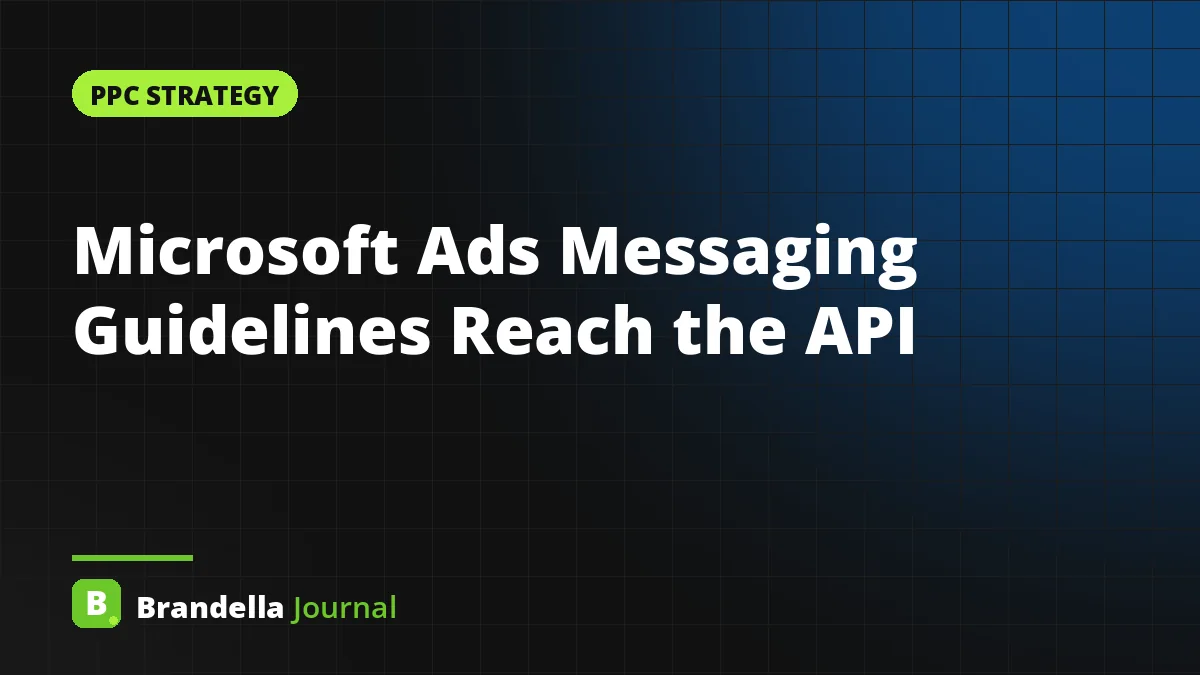 PPC STRATEGY
Microsoft Ads Messaging
Guidelines Reach the API
B
Brandella Journal